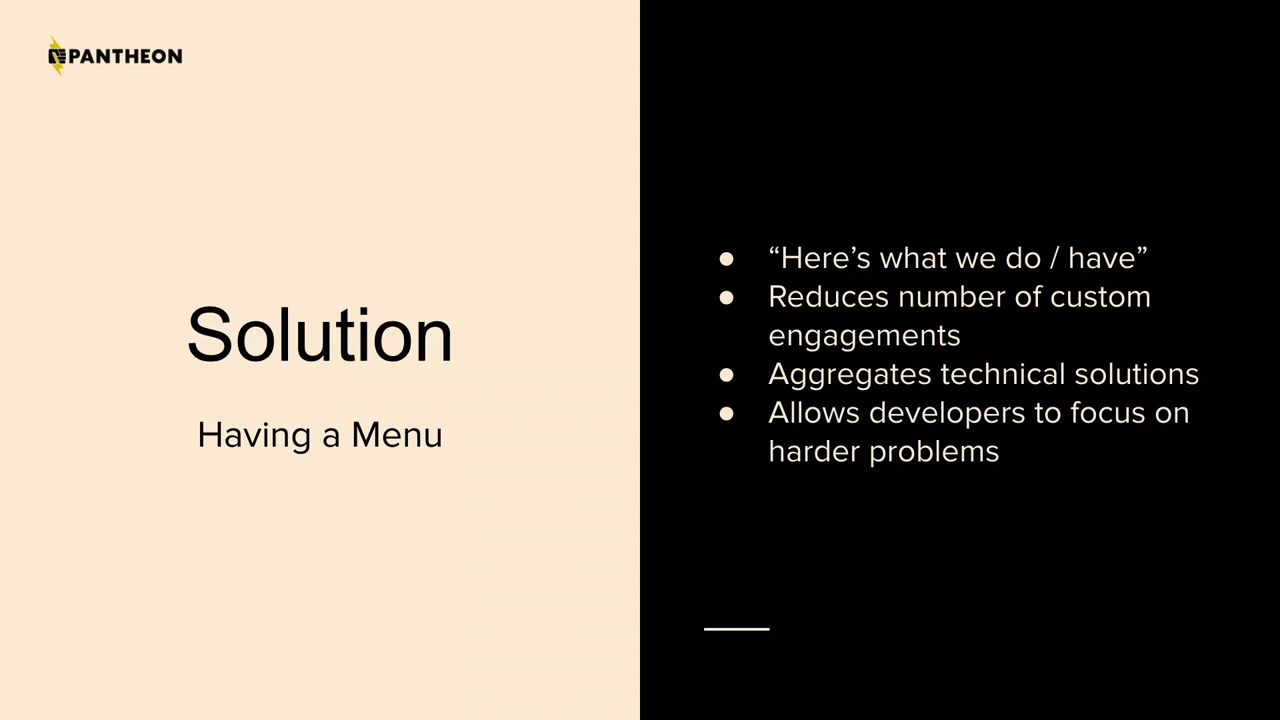 PANTHEON
Solution
Having a Menu
● “Here’s what we do / have”
● Reduces number of custom
engagements
● Aggregates technical solutions
● Allows developers to focus on
harder problems